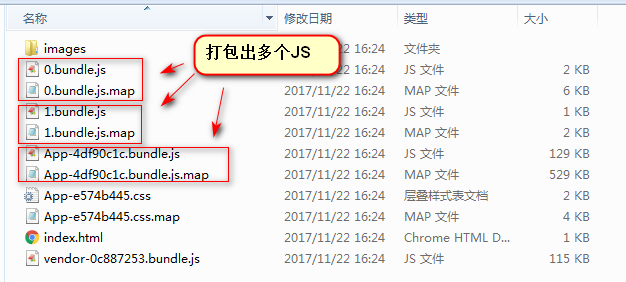 名称 修改日期 类型 大小
打包出多个JS
images 2017/11/22 16:24 文件夹
0.bundle.js 2017/11/22 16:24 JS 文件 2 KB
0.bundle.js.map 2017/11/22 16:24 MAP 文件 6 KB
1.bundle.js 2017/11/22 16:24 JS 文件 1 KB
1.bundle.js.map 2017/11/22 16:24 MAP 文件 2 KB
App-4df90c1c.bundle.js 2017/11/22 16:24 JS 文件 129 KB
App-4df90c1c.bundle.js.map 2017/11/22 16:24 MAP 文件 529 KB
App-e574b445.css 2017/11/22 16:24 层叠样式表文档 2 KB
App-e574b445.css.map 2017/11/22 16:24 MAP 文件 4 KB
index.html 2017/11/22 16:24 Chrome HTML D... 1 KB
vendor-0c887253.bundle.js 2017/11/22 16:24 JS 文件 115 KB